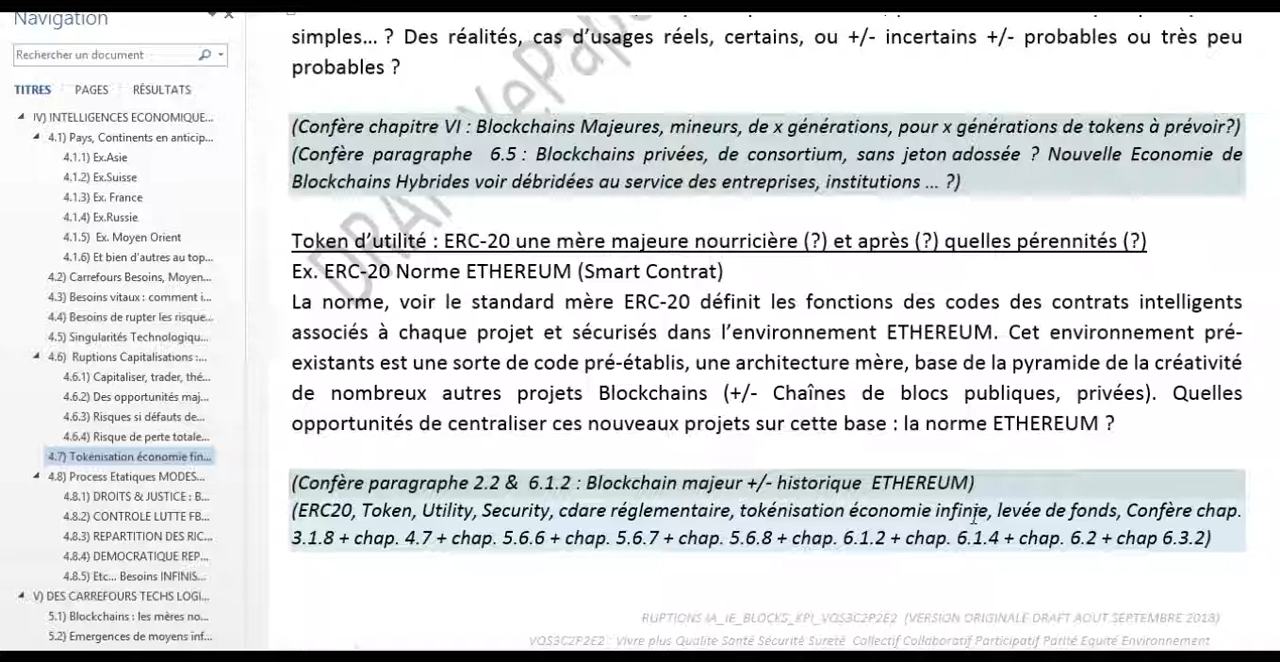 Navigation
Rechercher un document
TITRES PAGES RÉSULTATS
IV) INTELLIGENCES ECONOMIQUE...
4.1) Pays, Continents en anticip...
4.1.1) Ex.Asie
4.1.2) Ex.Suisse
4.1.3) Ex. France
4.1.4) Ex.Russie
4.1.5) Ex. Moyen Orient
4.1.6) Et bien d'autres au top...
4.2) Carrefours Besoins, Moyen...
4.3) Besoins vitaux : comment i...
4.4) Besoins de rupter les risque...
4.5) Singularités Technologiqu...
4.6) Ruptions Capitalisations :...
4.6.1) Capitaliser, trader, thé...
4.6.2) Des opportunités maj...
4.6.3) Risques si défauts de...
4.6.4) Risque de perte totale...
4.7) Tokénisation économie fin...
4.8) Process Etatiques MODES...
4.8.1) DROITS & JUSTICE : B...
4.8.2) CONTROLE LUTTE FB...
4.8.3) REPARTITION DES RIC...
4.8.4) DEMOCRATIQUE REP...
4.8.5) Etc... Besoins INFINIS...
V) DES CARREFOURS TECHS LOGI...
5.1) Blockchains : les mères no...
5.2) Emergences de moyens inf...
simples... ? Des réalités, cas d'usages réels, certains, ou +/- incertains +/- probables ou très peu
probables ?
(Confère chapitre VI : Blockchains Majeures, mineurs, de x générations, pour x générations de tokens à prévoir?)
(Confère paragraphe 6.5 : Blockchains privées, de consortium, sans jeton adossée ? Nouvelle Economie de
Blockchains Hybrides voir débridées au service des entreprises, institutions ... ?)
Token d'utilité : ERC-20 une mère majeure nourricière (?) et après (?) quelles pérennités (?)
Ex. ERC-20 Norme ETHEREUM (Smart Contrat)
La norme, voir le standard mère ERC-20 définit les fonctions des codes des contrats intelligents
associés à chaque projet et sécurisés dans l'environnement ETHEREUM. Cet environnement pré-
existants est une sorte de code pré-établis, une architecture mère, base de la pyramide de la créativité
de nombreux autres projets Blockchains (+/- Chaînes de blocs publiques, privées). Quelles
opportunités de centraliser ces nouveaux projets sur cette base : la norme ETHEREUM ?
(Confère paragraphe 2.2 & 6.1.2 : Blockchain majeur +/- historique ETHEREUM)
(ERC20, Token, Utility, Security, cdare réglementaire, tokénisation économie infinie, levée de fonds, Confère chap.
3.1.8 + chap. 4.7 + chap. 5.6.6 + chap. 5.6.7 + chap. 5.6.8 + chap. 6.1.2 + chap. 6.1.4 + chap. 6.2 + chap 6.3.2)
RUPTIONS IA_IE_BLOCKS_KPI_VQS3C2P2E2 (VERSION ORIGINALE DRAFT AOUT SEPTEMBRE 2018)
VQS3C2P2E2 : Vivre plus Qualite Santé Sécurité Sureté Collectif Collaboratif Participatif Parité Equité Environnement